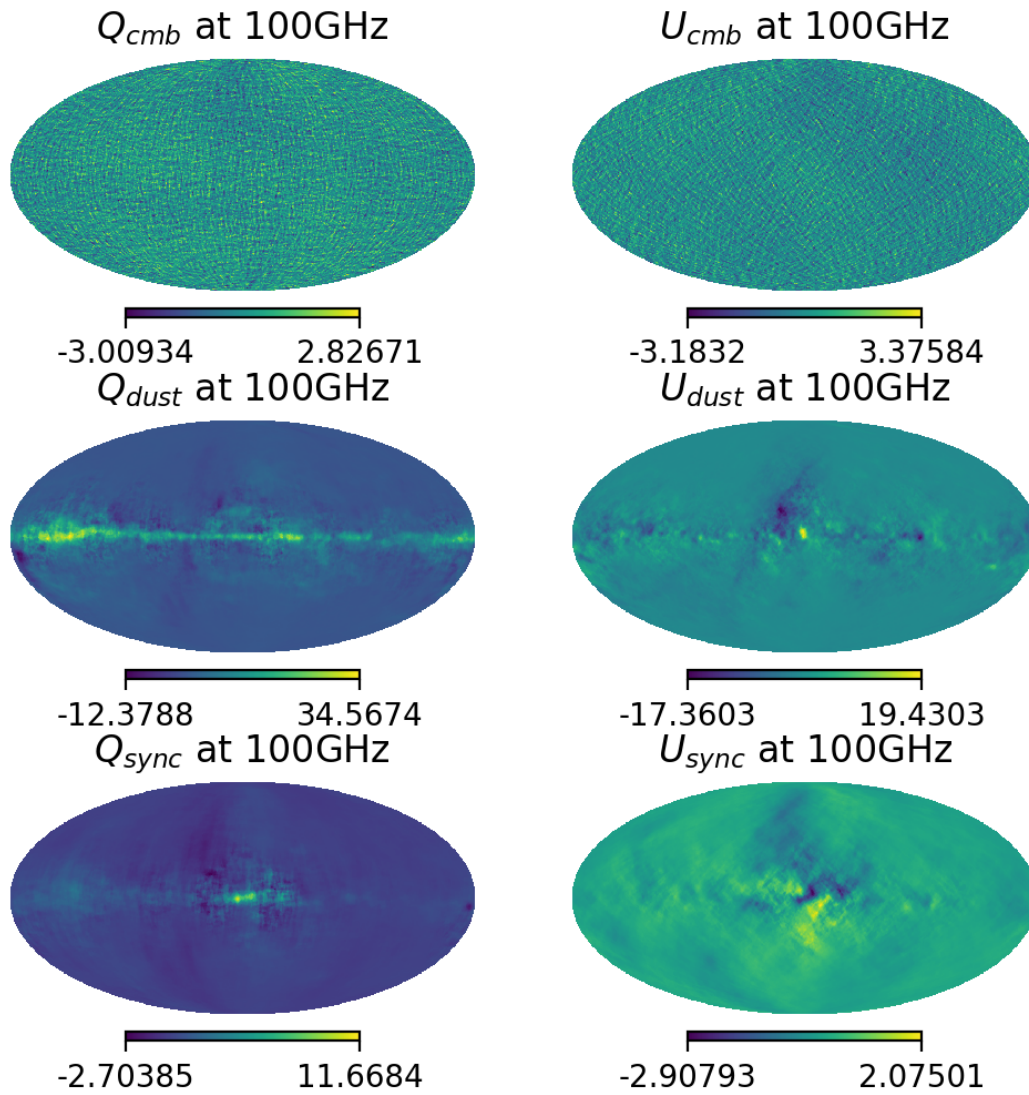 Q_cmb at 100GHz U_cmb at 100GHz
-3.00934 2.82671 -3.1832 3.37584
Q_dust at 100GHz U_dust at 100GHz
-12.3788 34.5674 -17.3603 19.4303
Q_sync at 100GHz U_sync at 100GHz
-2.70385 11.6684 -2.90793 2.07501